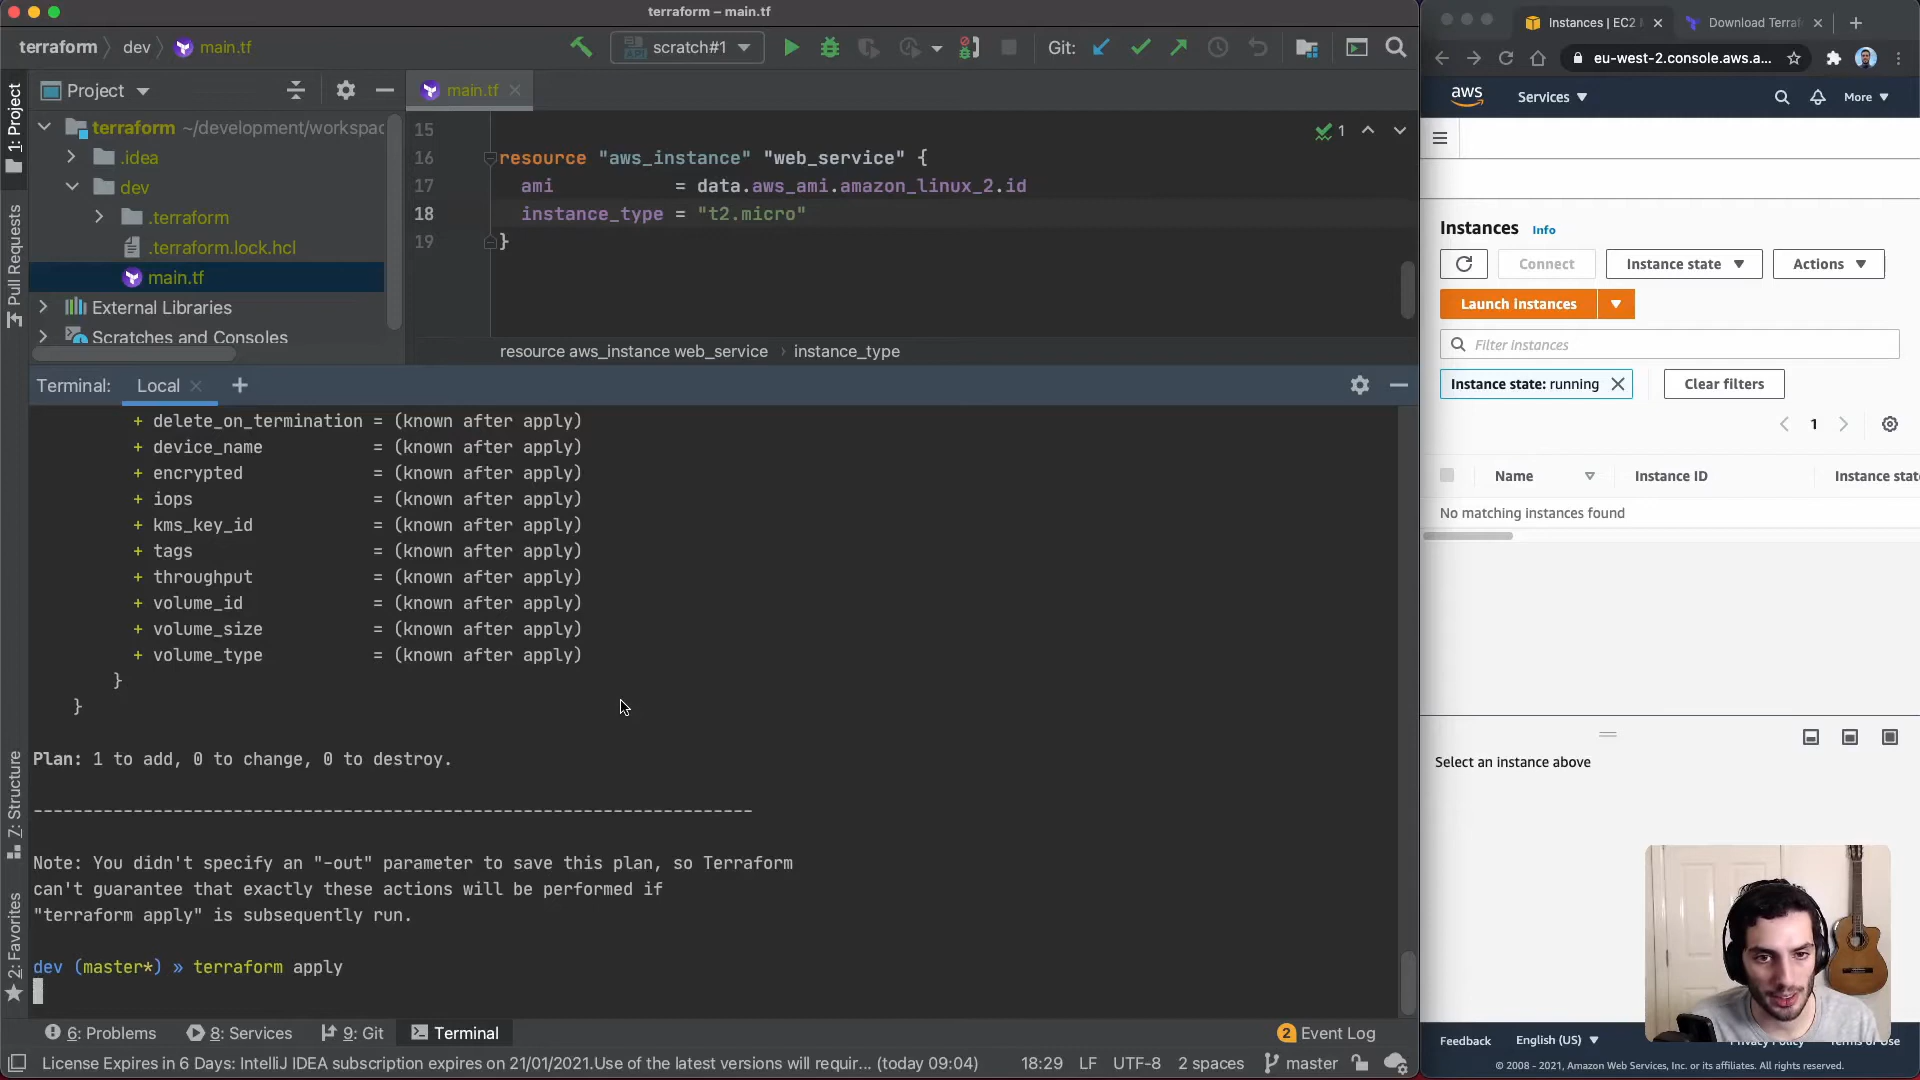 terraform – main.tf
terraform
dev
main.tf
scratch#1
Git:
Project
main.tf
1: Project
Pull Requests
7: Structure
2: Favorites
terraform ~/development/workspac
.idea
dev
.terraform
.terraform.lock.hcl
main.tf
External Libraries
Scratches and Consoles
15
16 resource "aws_instance" "web_service" {
17 ami = data.aws_ami.amazon_linux_2.id
18 instance_type = "t2.micro"
19 }
1
resource aws_instance web_service
instance_type
Terminal:
Local
+
+ delete_on_termination = (known after apply)
+ device_name = (known after apply)
+ encrypted = (known after apply)
+ iops = (known after apply)
+ kms_key_id = (known after apply)
+ tags = (known after apply)
+ throughput = (known after apply)
+ volume_id = (known after apply)
+ volume_size = (known after apply)
+ volume_type = (known after apply)
}
}
Plan: 1 to add, 0 to change, 0 to destroy.
------------------------------------------------------------------------
Note: You didn't specify an "-out" parameter to save this plan, so Terraform
can't guarantee that exactly these actions will be performed if
"terraform apply" is subsequently run.
dev (master*) » terraform apply
6: Problems
8: Services
9: Git
Terminal
2 Event Log
License Expires in 6 Days: IntelliJ IDEA subscription expires on 21/01/2021.Use of the latest versions will requir... (today 09:04)
18:29
LF
UTF-8
2 spaces
master
Instances | EC2
Download Terraf
eu-west-2.console.aws.a...
aws
Services
More
Instances
Info
Connect
Instance state
Actions
Launch instances
Filter instances
Instance state: running
Clear filters
1
Name
Instance ID
Instance stat
No matching instances found
Select an instance above
Feedback
English (US)
Privacy Policy
Terms of Use
© 2008 - 2021, Amazon Web Services, Inc. or its affiliates. All rights reserved.